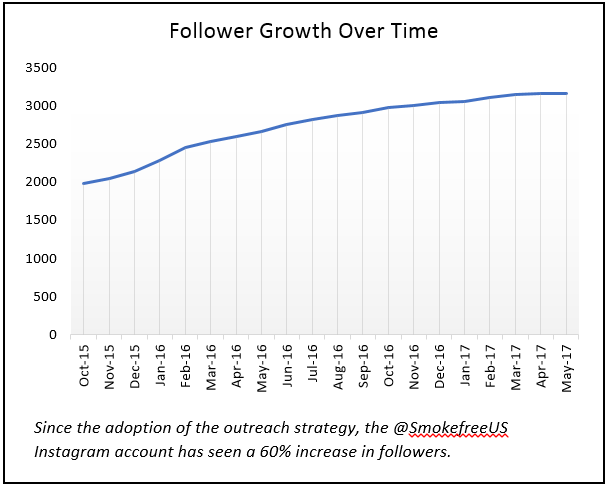 Follower Growth Over Time
3500
3000
2500
2000
1500
1000
500
0
Oct-15
Nov-15
Dec-15
Jan-16
Feb-16
Mar-16
Apr-16
May-16
Jun-16
Jul-16
Aug-16
Sep-16
Oct-16
Nov-16
Dec-16
Jan-17
Feb-17
Mar-17
Apr-17
May-17
Since the adoption of the outreach strategy, the @SmokefreeUS
Instagram account has seen a 60% increase in followers.